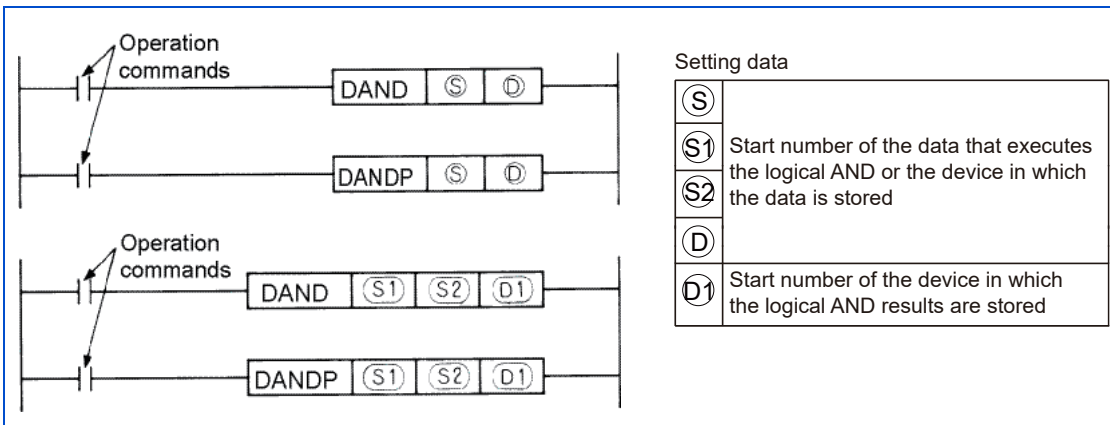 Operation
commands
DAND Ⓢ Ⓓ
DANDP Ⓢ Ⓓ
Operation
commands
DAND (S1) (S2) (D1)
DANDP (S1) (S2) (D1)
Setting data
Ⓢ
S1
S2
Ⓓ
Start number of the data that executes
the logical AND or the device in which
the data is stored
D1
Start number of the device in which
the logical AND results are stored